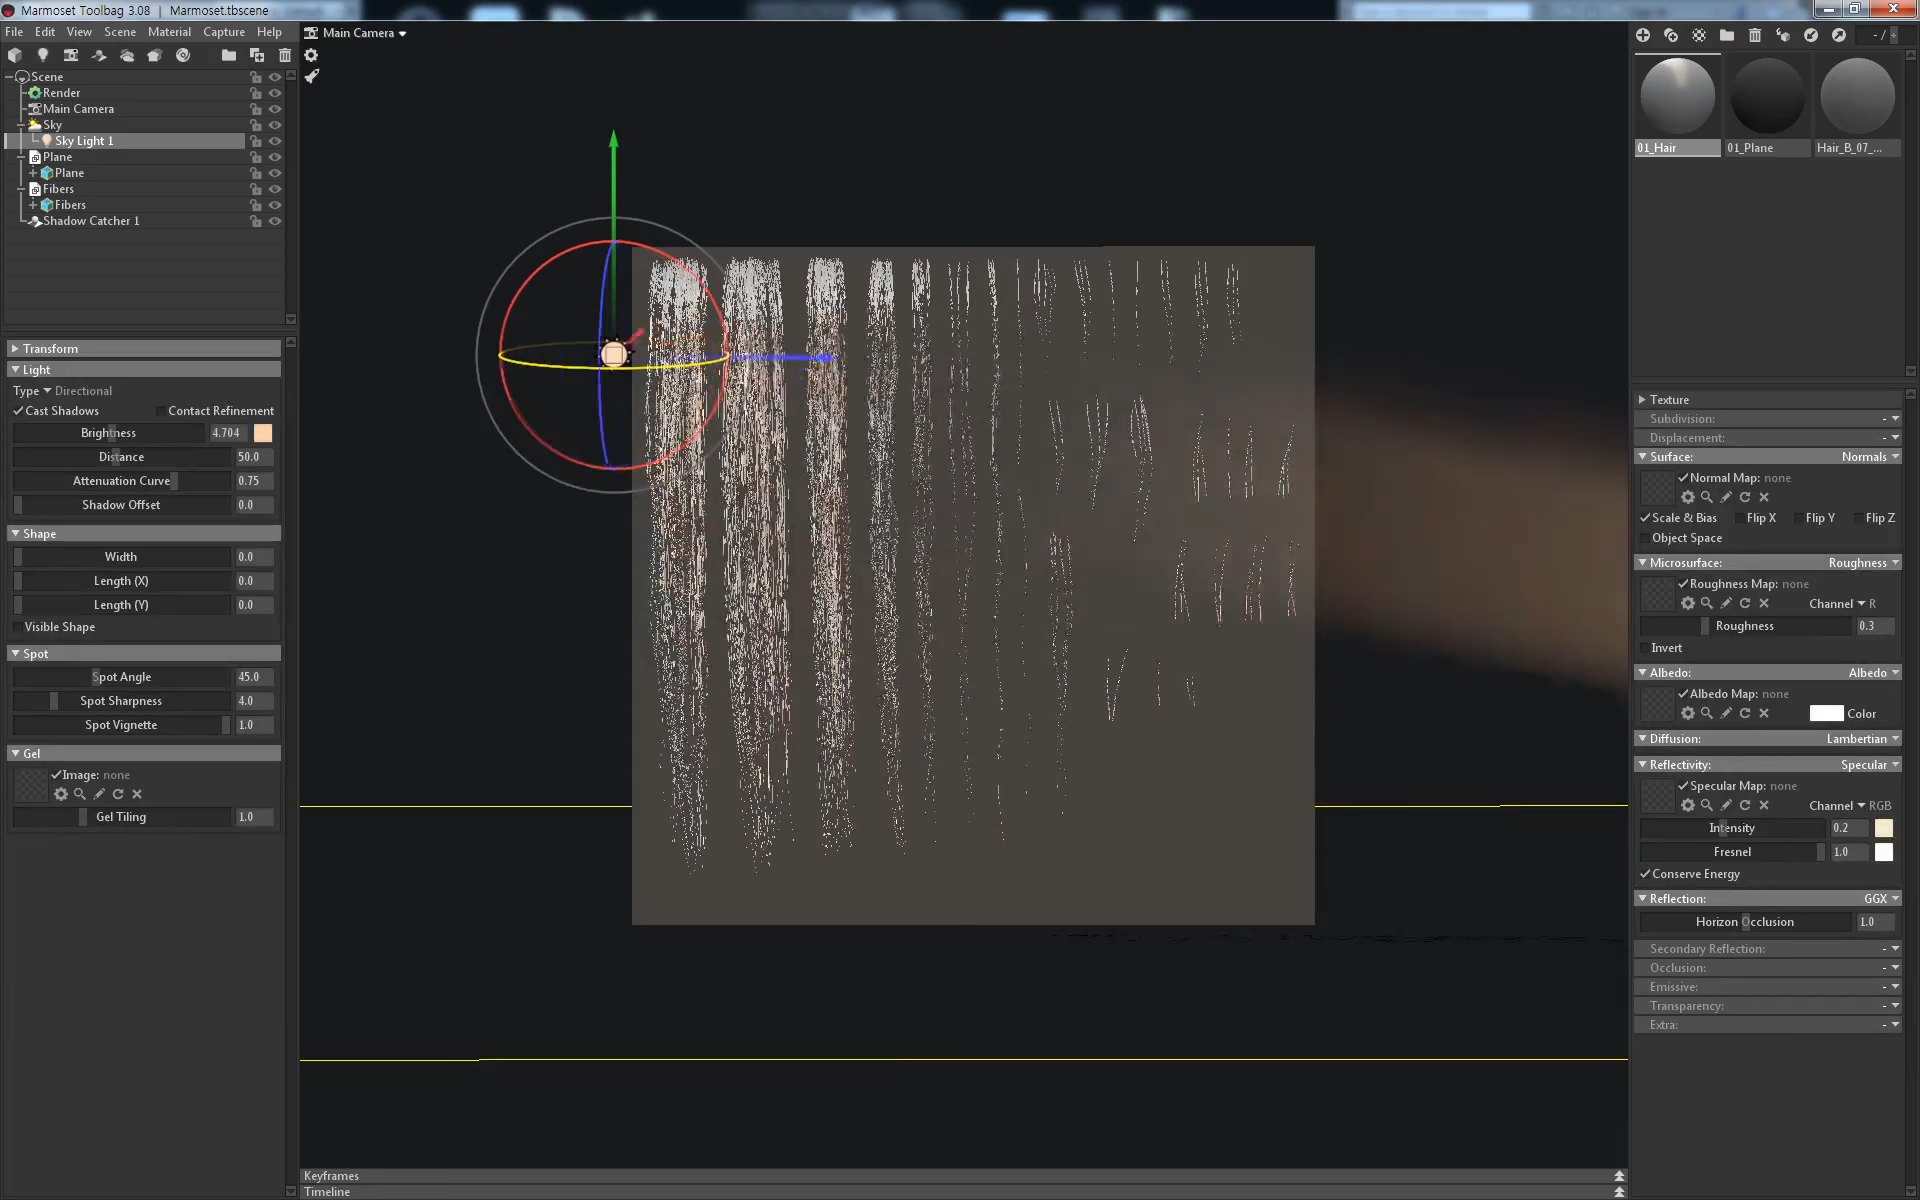 Marmoset Toolbag 3.08 | Marmoset.tbscene
File Edit View Scene Material Capture Help
Main Camera
- / +
Scene
Render
Main Camera
Sky
Sky Light 1
Plane
Plane
Fibers
Fibers
Shadow Catcher 1
Transform
Light
Type Directional
Cast Shadows Contact Refinement
Brightness 4.704
Distance 50.0
Attenuation Curve 0.75
Shadow Offset 0.0
Shape
Width 0.0
Length (X) 0.0
Length (Y) 0.0
Visible Shape
Spot
Spot Angle 45.0
Spot Sharpness 4.0
Spot Vignette 1.0
Gel
Image: none
Gel Tiling 1.0
Keyframes
Timeline
01_Hair 01_Plane Hair_B_07_...
Texture
Subdivision: -
Displacement: -
Surface: Normals
Normal Map: none
Scale & Bias Flip X Flip Y Flip Z
Object Space
Microsurface: Roughness
Roughness Map: none
Channel R
Roughness 0.3
Invert
Albedo: Albedo
Albedo Map: none
Color
Diffusion: Lambertian
Reflectivity: Specular
Specular Map: none
Channel RGB
Intensity 0.2
Fresnel 1.0
Conserve Energy
Reflection: GGX
Horizon Occlusion 1.0
Secondary Reflection: -
Occlusion: -
Emissive: -
Transparency: -
Extra: -